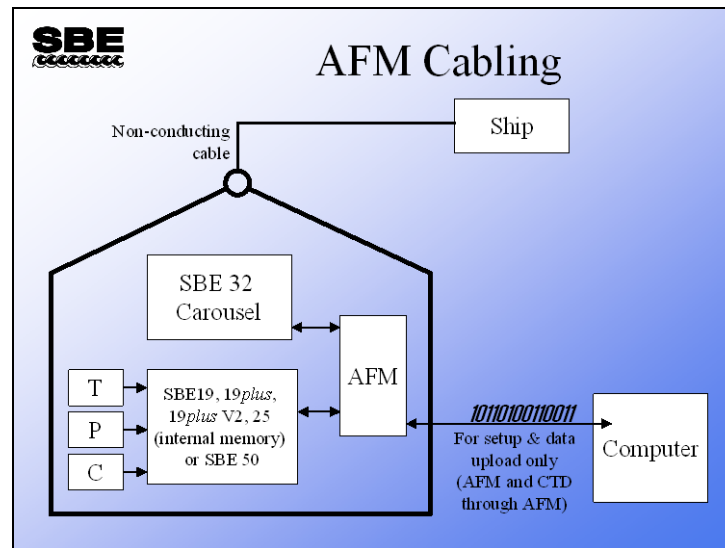 SBE
AFM Cabling
Non-conducting
cable
Ship
SBE 32
Carousel
AFM
T
P
C
SBE19, 19plus,
19plus V2, 25
(internal memory)
or SBE 50
10110100110011
For setup & data
upload only
(AFM and CTD
through AFM)
Computer